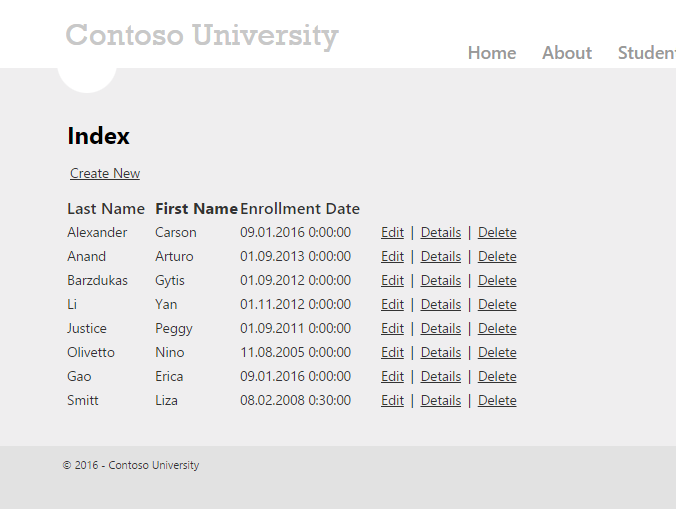 Contoso University
Home About Studen
Index
Create New
Last Name First Name Enrollment Date
Alexander Carson 09.01.2016 0:00:00 Edit | Details | Delete
Anand Arturo 01.09.2013 0:00:00 Edit | Details | Delete
Barzdukas Gytis 01.09.2012 0:00:00 Edit | Details | Delete
Li Yan 01.11.2012 0:00:00 Edit | Details | Delete
Justice Peggy 01.09.2011 0:00:00 Edit | Details | Delete
Olivetto Nino 11.08.2005 0:00:00 Edit | Details | Delete
Gao Erica 09.01.2016 0:00:00 Edit | Details | Delete
Smitt Liza 08.02.2008 0:30:00 Edit | Details | Delete
© 2016 - Contoso University